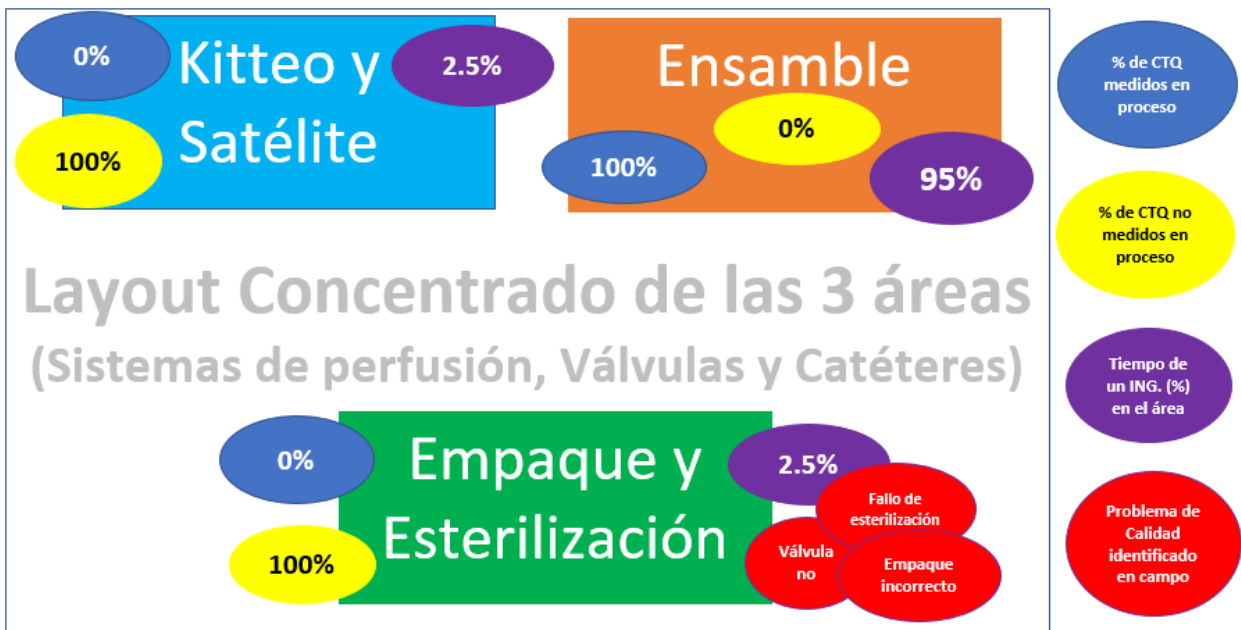 0%
Kitteo y
Satélite
2.5%
100%
Ensamble
0%
100%
95%
Layout Concentrado de las 3 áreas
(Sistemas de perfusión, Válvulas y Catéteres)
0%
Empaque y
Esterilización
2.5%
100%
Fallo de
esterilización
Válvula
no
Empaque
incorrecto
% de CTQ
medidos en
proceso
% de CTQ no
medidos en
proceso
Tiempo de
un ING. (%)
en el área
Problema de
Calidad
identificado
en campo